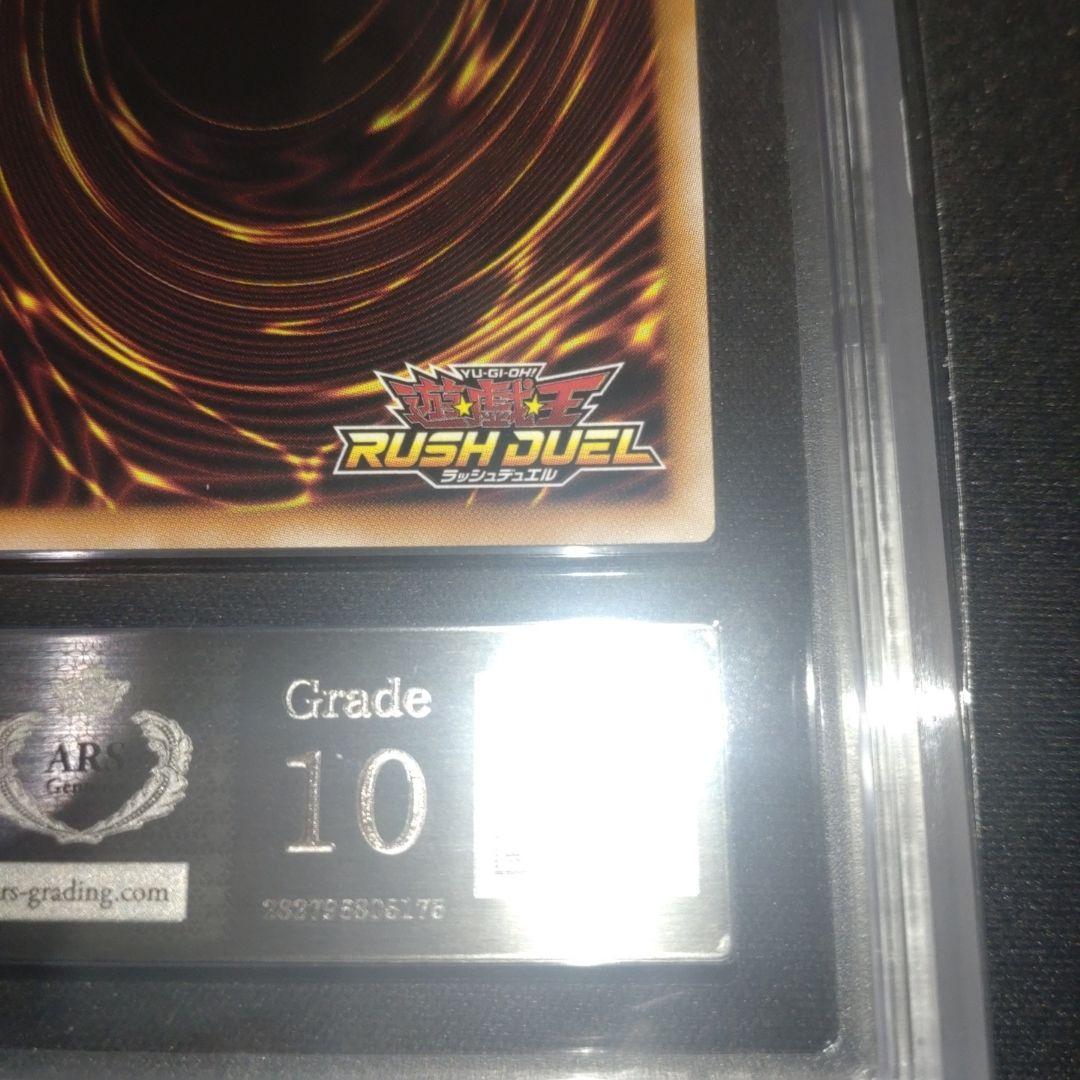 YU-GI-OH!
遊☆戯☆王
RUSH DUEL
ラッシュデュエル
Grade
10
ARS
rs-grading.com